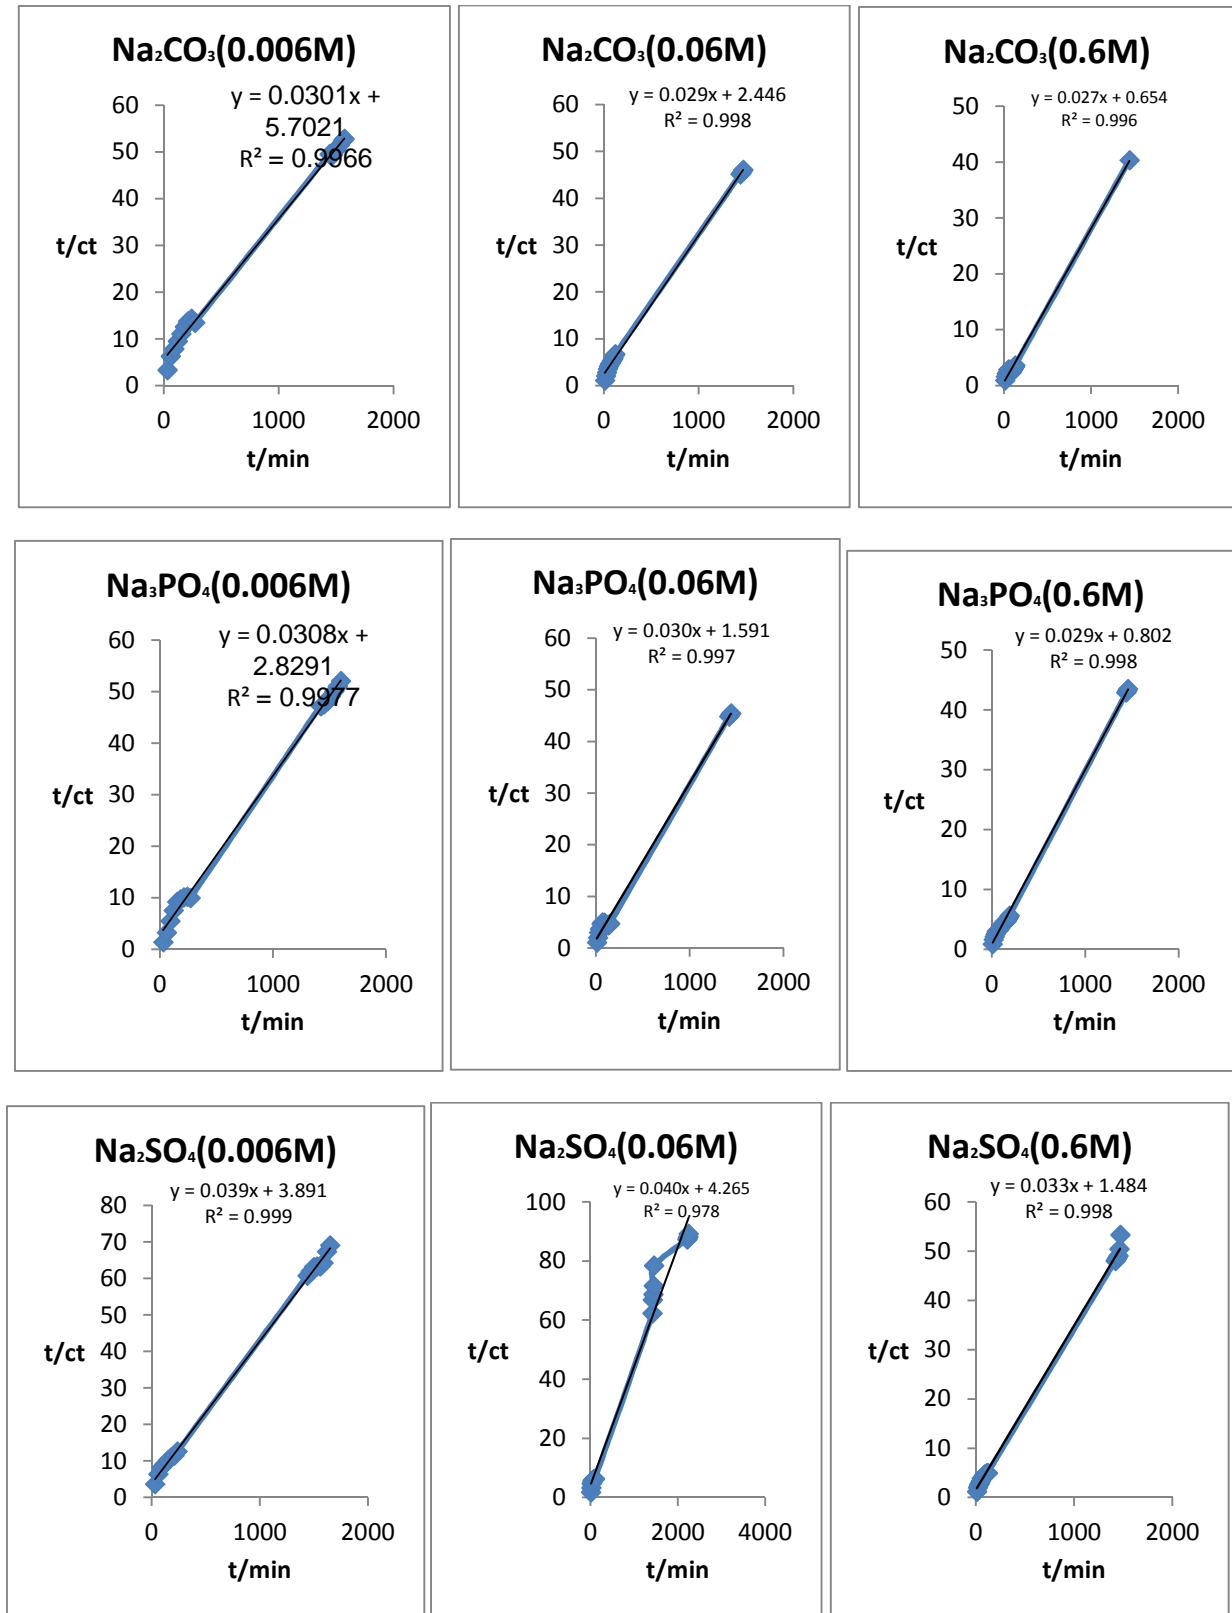 Na₂CO₃(0.006M)
y = 0.0301x +
5.7021
R² = 0.9966
60
50
40
30
20
10
0
t/ct
0 1000 2000
t/min
Na₂CO₃(0.06M)
y = 0.029x + 2.446
R² = 0.998
60
50
40
30
20
10
0
t/ct
0 1000 2000
t/min
Na₂CO₃(0.6M)
y = 0.027x + 0.654
R² = 0.996
50
40
30
20
10
0
t/ct
0 1000 2000
t/min
Na₃PO₄(0.006M)
y = 0.0308x +
2.8291
R² = 0.9977
60
50
40
30
20
10
0
t/ct
0 1000 2000
t/min
Na₃PO₄(0.06M)
y = 0.030x + 1.591
R² = 0.997
60
50
40
30
20
10
0
t/ct
0 1000 2000
t/min
Na₃PO₄(0.6M)
y = 0.029x + 0.802
R² = 0.998
50
40
30
20
10
0
t/ct
0 1000 2000
t/min
Na₂SO₄(0.006M)
y = 0.039x + 3.891
R² = 0.999
80
70
60
50
40
30
20
10
0
t/ct
0 1000 2000
t/min
Na₂SO₄(0.06M)
y = 0.040x + 4.265
R² = 0.978
100
80
60
40
20
0
t/ct
0 2000 4000
t/min
Na₂SO₄(0.6M)
y = 0.033x + 1.484
R² = 0.998
60
50
40
30
20
10
0
t/ct
0 1000 2000
t/min